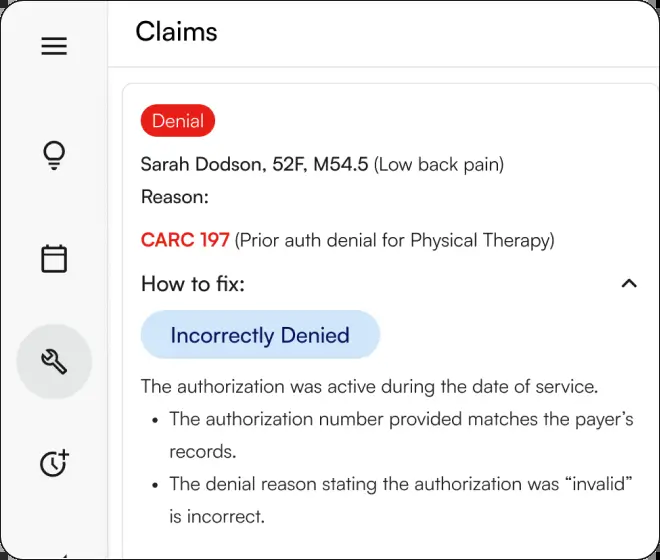 Claims
Denial
Sarah Dodson, 52F, M54.5 (Low back pain)
Reason:
CARC 197 (Prior auth denial for Physical Therapy)
How to fix:
Incorrectly Denied
The authorization was active during the date of service.
• The authorization number provided matches the payer’s
records.
• The denial reason stating the authorization was “invalid”
is incorrect.